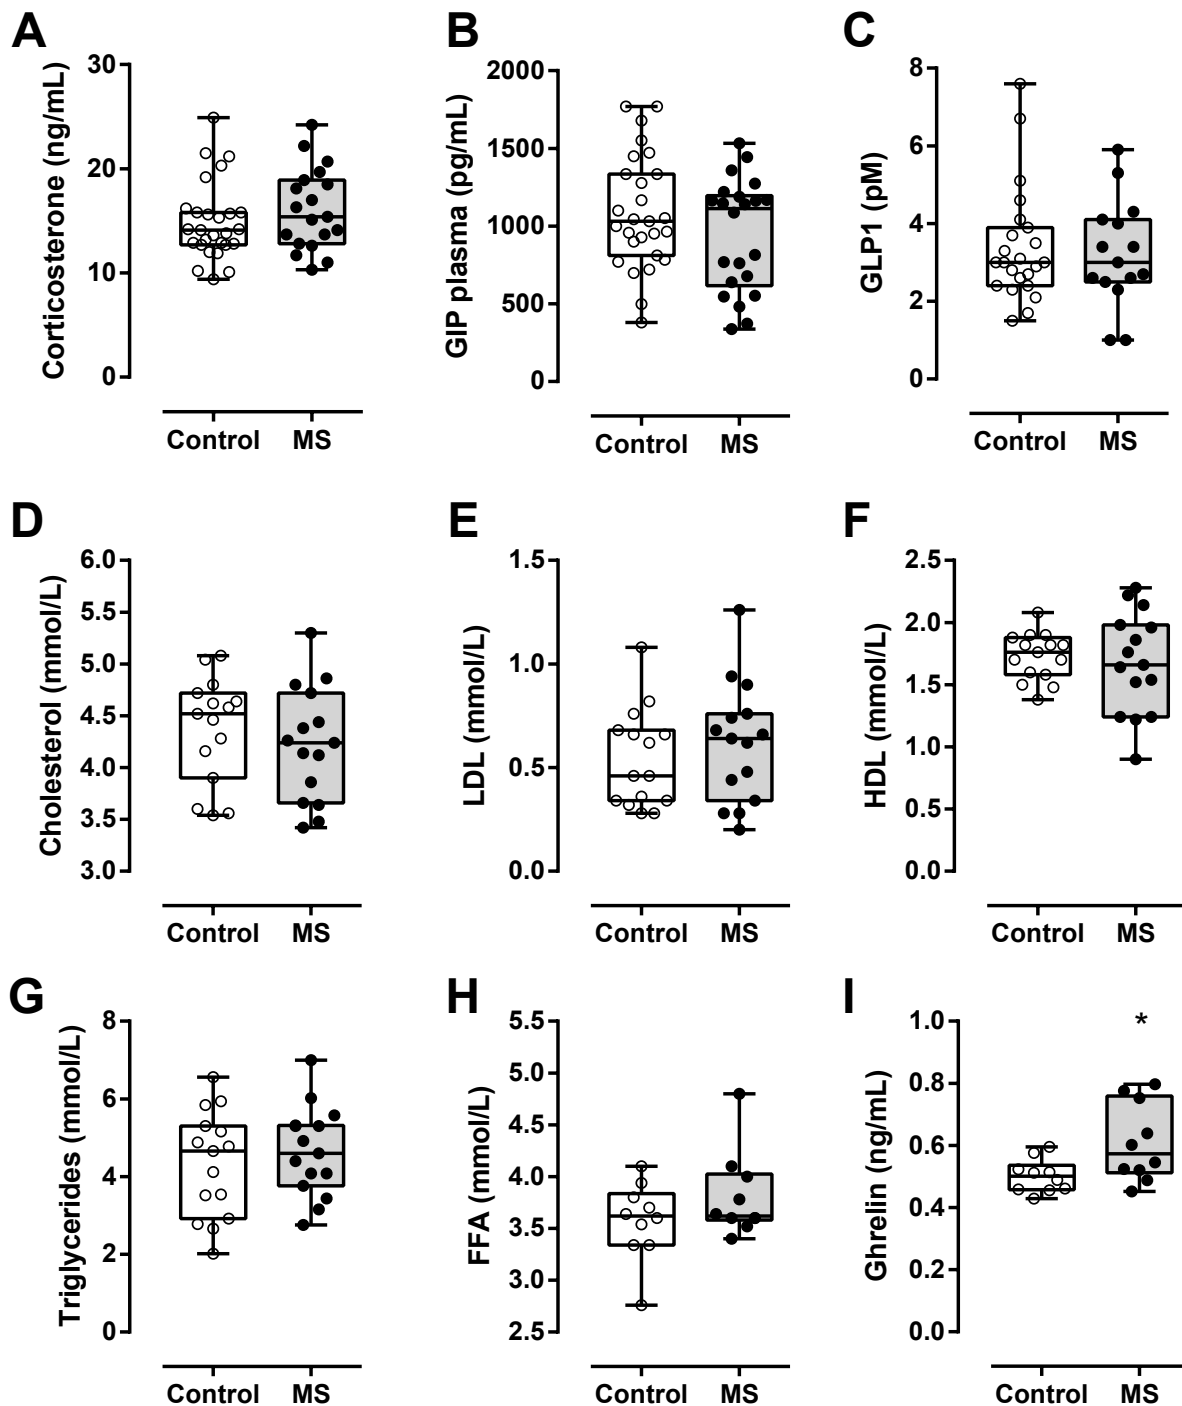 A
Corticosterone (ng/mL)
30
20
10
0
Control MS
B
GIP plasma (pg/mL)
2000
1500
1000
500
0
Control MS
C
GLP1 (pM)
8
6
4
2
0
Control MS
D
Cholesterol (mmol/L)
6.0
5.5
5.0
4.5
4.0
3.5
3.0
Control MS
E
LDL (mmol/L)
1.5
1.0
0.5
0.0
Control MS
F
HDL (mmol/L)
2.5
2.0
1.5
1.0
0.5
0.0
Control MS
G
Triglycerides (mmol/L)
8
6
4
2
0
Control MS
H
FFA (mmol/L)
5.5
5.0
4.5
4.0
3.5
3.0
2.5
Control MS
I
Ghrelin (ng/mL)
1.0
0.8
0.6
0.4
0.2
0.0
*
Control MS